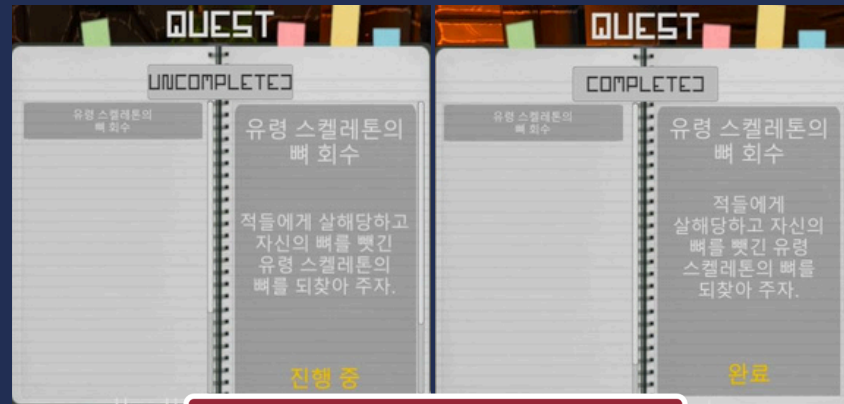 QUEST
UNCOMPLETED
유령 스켈레톤의
뼈 회수
유령 스켈레톤의
뼈 회수
적들에게 살해당하고
자신의 뼈를 뺏긴
유령 스켈레톤의
뼈를 되찾아 주자.
진행 중
QUEST
COMPLETED
유령 스켈레톤의
뼈 회수
유령 스켈레톤의
뼈 회수
적들에게
살해당하고 자신의
뼈를 뺏긴 유령
스켈레톤의 뼈를
되찾아 주자.
완료